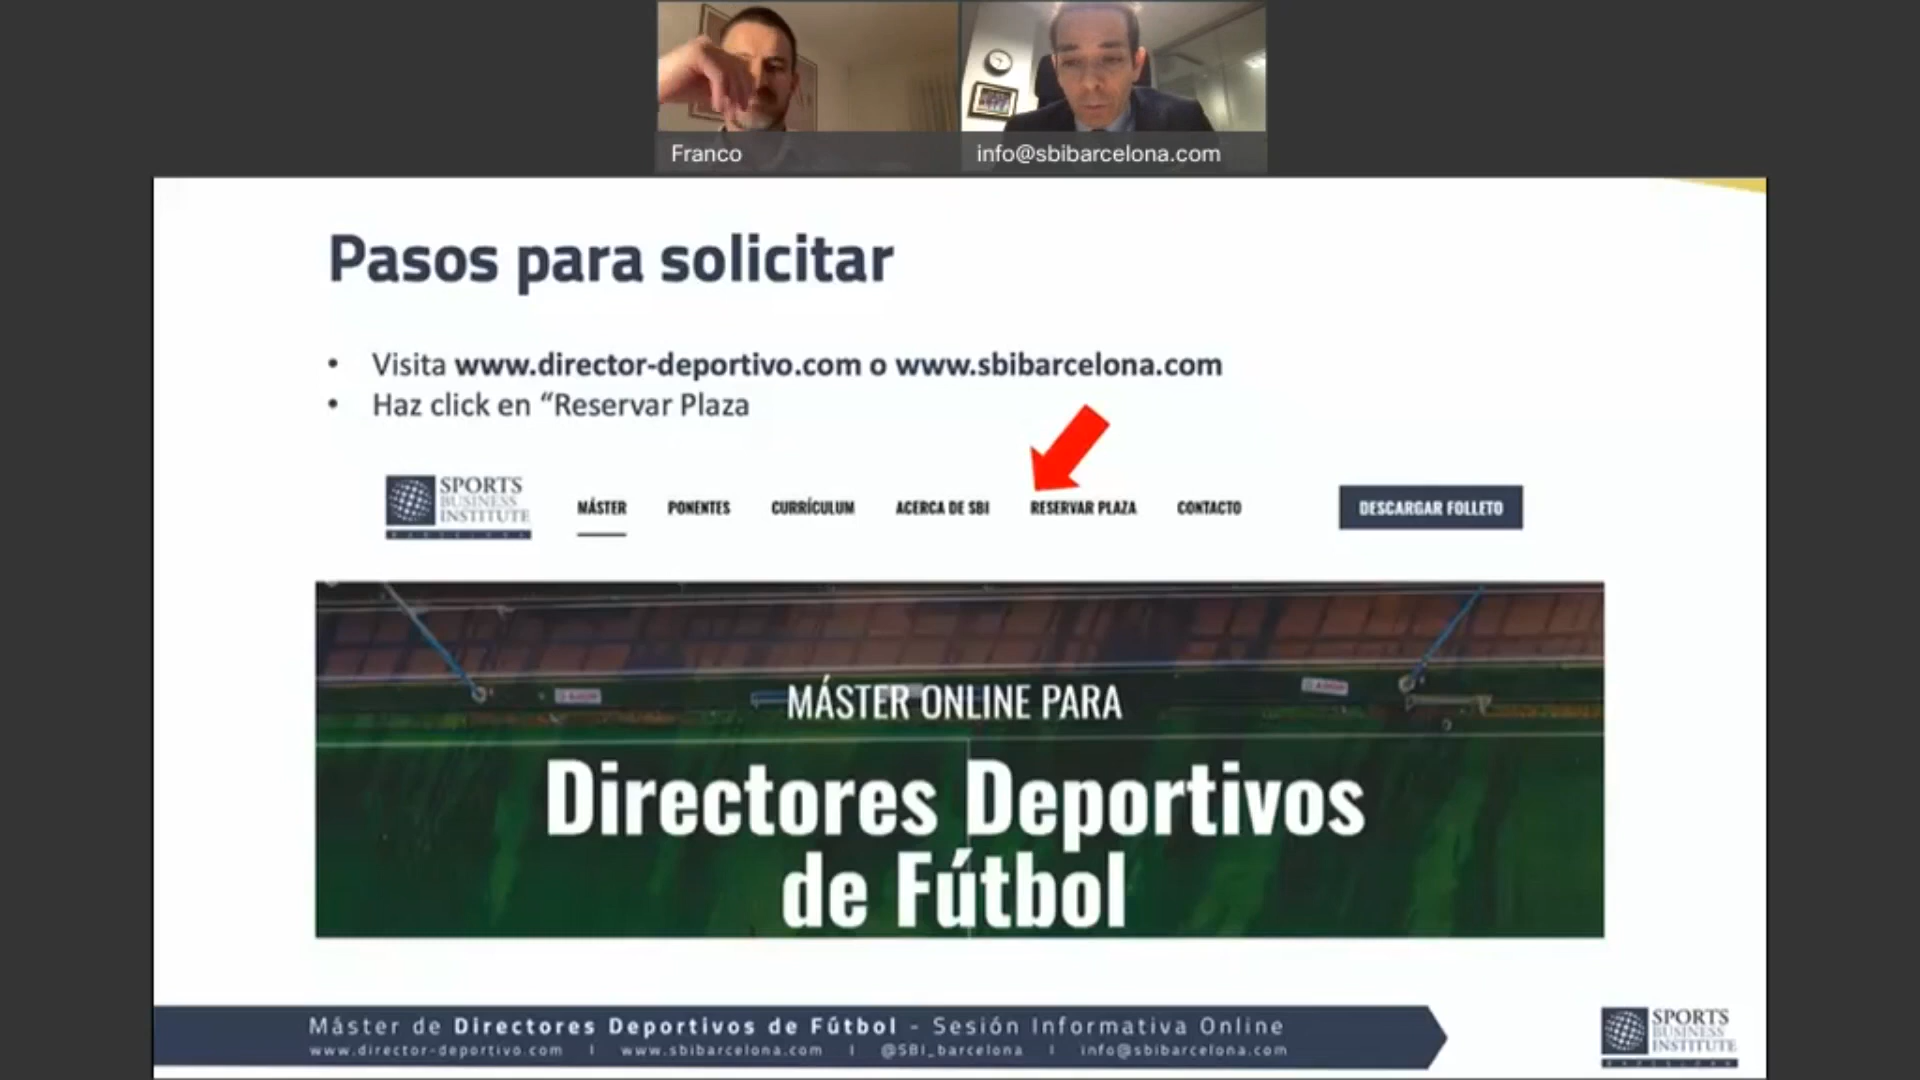 Franco
info@sbibarcelona.com
Pasos para solicitar
• Visita www.director-deportivo.com o www.sbibarcelona.com
• Haz click en “Reservar Plaza
SPORTS
BUSINESS
INSTITUTE
BARCELONA
MÁSTER PONENTES CURRÍCULUM ACERCA DE SBI RESERVAR PLAZA CONTACTO
DESCARGAR FOLLETO
MÁSTER ONLINE PARA
Directores Deportivos
de Fútbol
Máster de Directores Deportivos de Fútbol - Sesión Informativa Online
www.director-deportivo.com | www.sbibarcelona.com | @SBI_barcelona | info@sbibarcelona.com
SPORTS
BUSINESS
INSTITUTE
BARCELONA